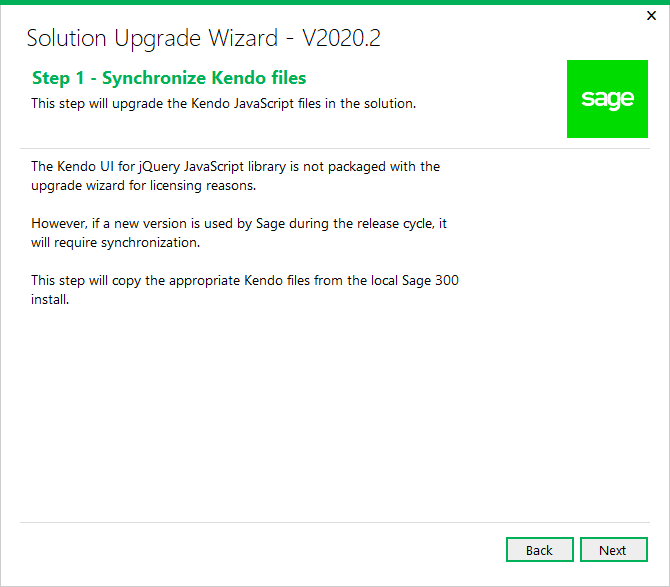 Solution Upgrade Wizard - V2020.2
Step 1 - Synchronize Kendo files
This step will upgrade the Kendo JavaScript files in the solution.
sage
The Kendo UI for jQuery JavaScript library is not packaged with the
upgrade wizard for licensing reasons.
However, if a new version is used by Sage during the release cycle, it
will require synchronization.
This step will copy the appropriate Kendo files from the local Sage 300
install.
Back
Next